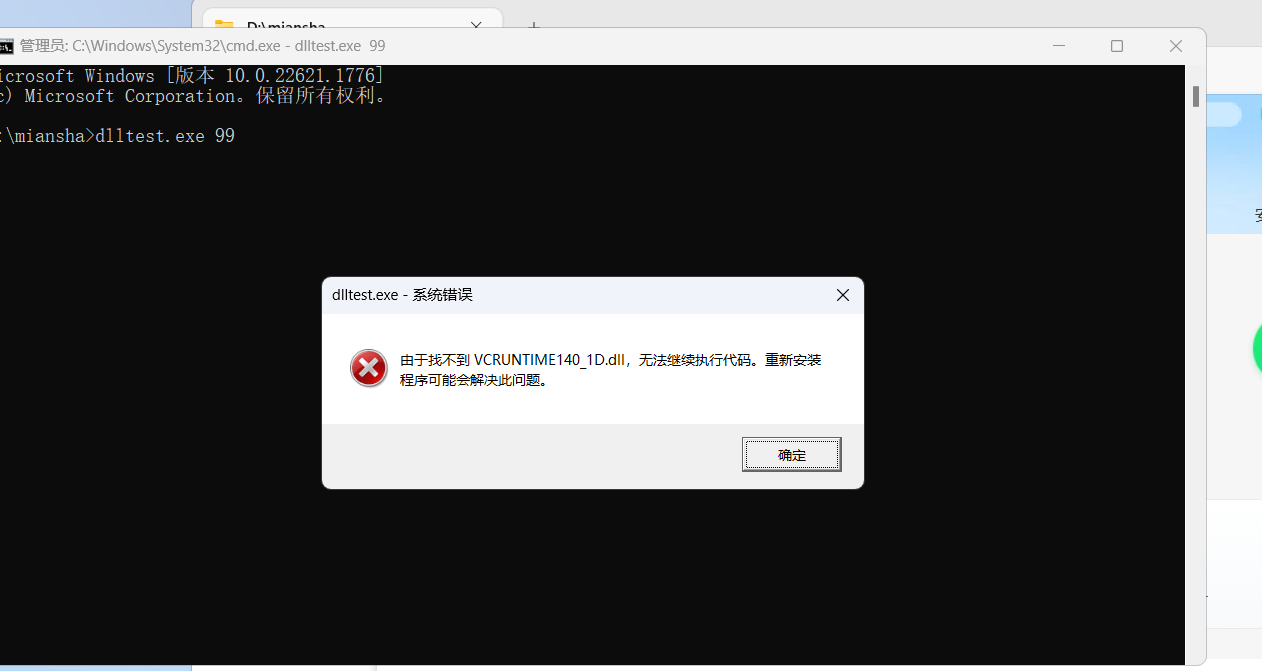 D:\miansha
管理员: C:\Windows\System32\cmd.exe - dlltest.exe 99
icrosoft Windows [版本 10.0.22621.1776]
c) Microsoft Corporation。保留所有权利。
:\miansha>dlltest.exe 99
dlltest.exe - 系统错误
由于找不到 VCRUNTIME140_1D.dll，无法继续执行代码。重新安装
程序可能会解决此问题。
确定